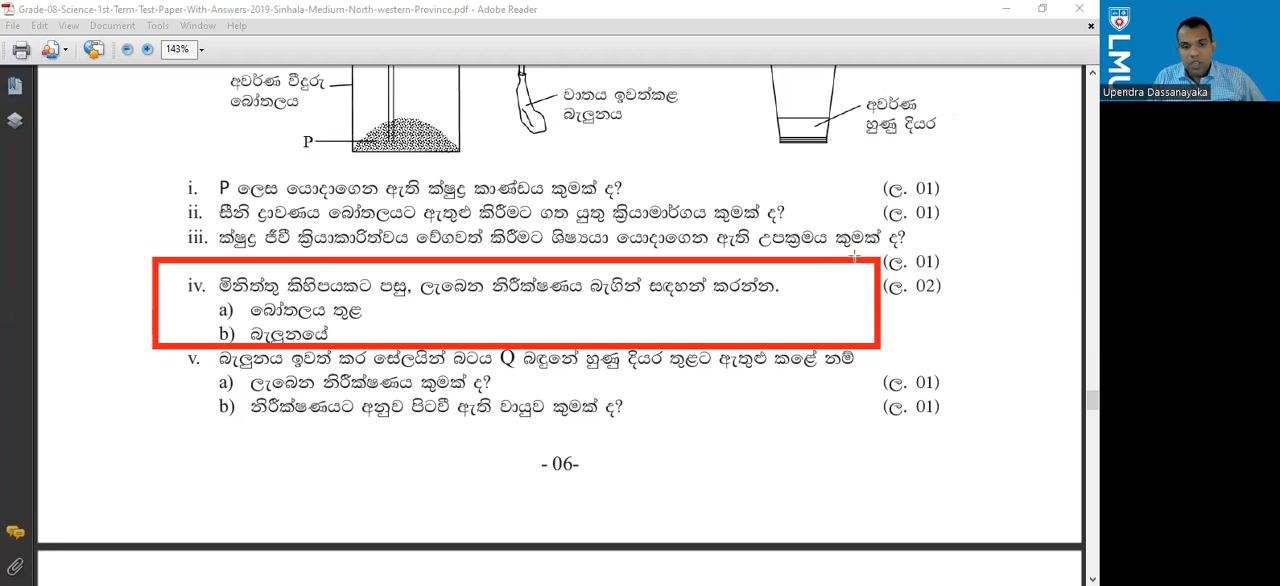 Grade-08-Science-1st-Term-Test-Paper-With-Answers-2019-Sinhala-Medium-North-western-Province.pdf - Adobe Reader
File Edit View Document Tools Window Help
143%
LMU
Upendra Dassanayaka
අවර්ණ වීදුරු
බෝතලය
P
වාතය ඉවත්කළ
බැලූනය
අවර්ණ
හුණු දියර
i. P ලෙස යොදාගෙන ඇති ක්ෂුද්‍ර කාණ්ඩය කුමක් ද? (ල. 01)
ii. සීනි ද්‍රාවණය බෝතලයට ඇතුළු කිරීමට ගත යුතු ක්‍රියාමාර්ගය කුමක් ද? (ල. 01)
iii. ක්ෂුද්‍ර ජීවී ක්‍රියාකාරිත්වය වේගවත් කිරීමට ශිෂ්‍යයා යොදාගෙන ඇති උපක්‍රමය කුමක් ද?
(ල. 01)
iv. මිනිත්තු කිහිපයකට පසු, ලැබෙන නිරීක්ෂණය බැගින් සඳහන් කරන්න. (ල. 02)
a) බෝතලය තුළ
b) බැලූනයේ
v. බැලූනය ඉවත් කර සේලයින් බටය Q බඳුනේ හුණු දියර තුළට ඇතුළු කළේ නම්
a) ලැබෙන නිරීක්ෂණය කුමක් ද? (ල. 01)
b) නිරීක්ෂණයට අනුව පිටවී ඇති වායුව කුමක් ද? (ල. 01)
- 06-